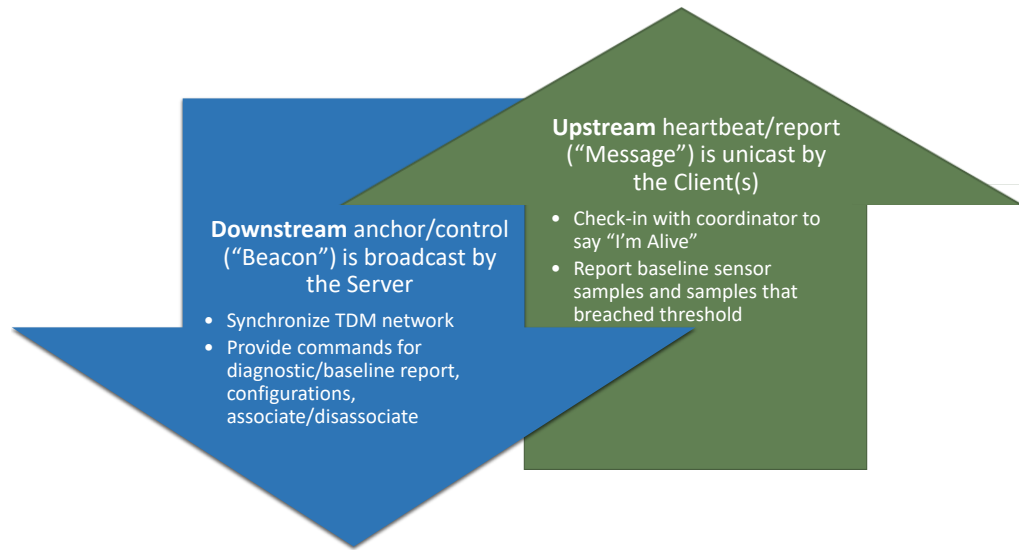 Downstream anchor/control
(“Beacon”) is broadcast by
the Server
• Synchronize TDM network
• Provide commands for
diagnostic/baseline report,
configurations,
associate/disassociate
Upstream heartbeat/report
(“Message”) is unicast by
the Client(s)
• Check-in with coordinator to
say “I’m Alive”
• Report baseline sensor
samples and samples that
breached threshold